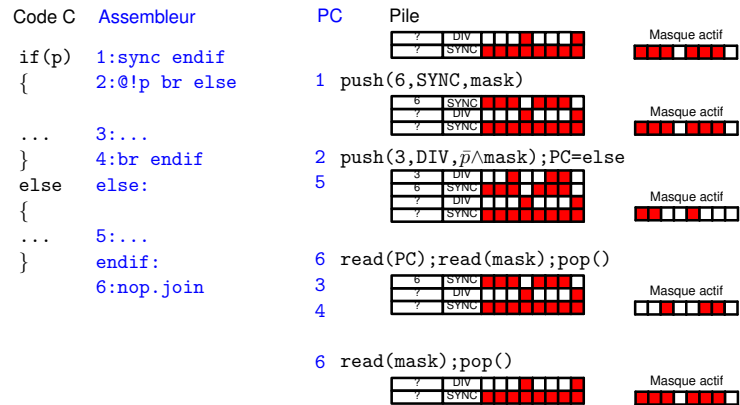 Code C Assembleur PC Pile
? DIV Masque actif
? SYNC
if(p) 1:sync endif
{ 2:@!p br else 1 push(6,SYNC,mask)
6 SYNC
? DIV Masque actif
? SYNC
... 3:...
} 4:br endif 2 push(3,DIV,p̄∧mask);PC=else
else else: 5
3 DIV
6 SYNC
? DIV Masque actif
? SYNC
{
... 5:...
} endif: 6 read(PC);read(mask);pop()
6:nop.join 3
6 SYNC
? DIV Masque actif
? SYNC
4
6 read(mask);pop()
? DIV Masque actif
? SYNC